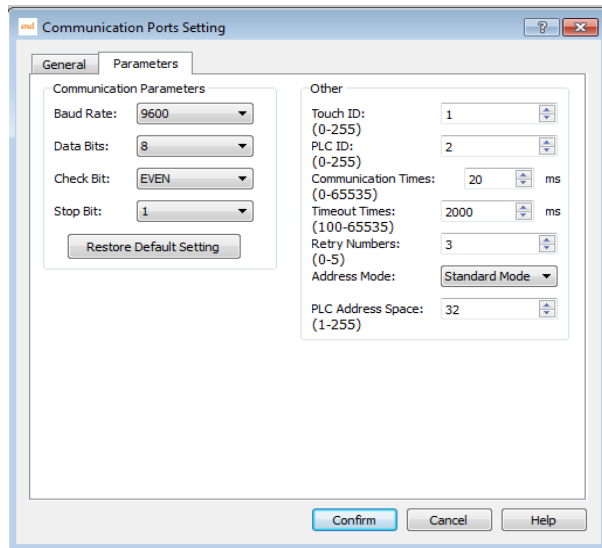 Communication Ports Setting
General
Parameters
Communication Parameters
Baud Rate: 9600
Data Bits: 8
Check Bit: EVEN
Stop Bit: 1
Restore Default Setting
Other
Touch ID: 1
(0-255)
PLC ID: 2
(0-255)
Communication Times: 20 ms
(0-65535)
Timeout Times: 2000 ms
(100-65535)
Retry Numbers: 3
(0-5)
Address Mode: Standard Mode
PLC Address Space: 32
(1-255)
Confirm
Cancel
Help